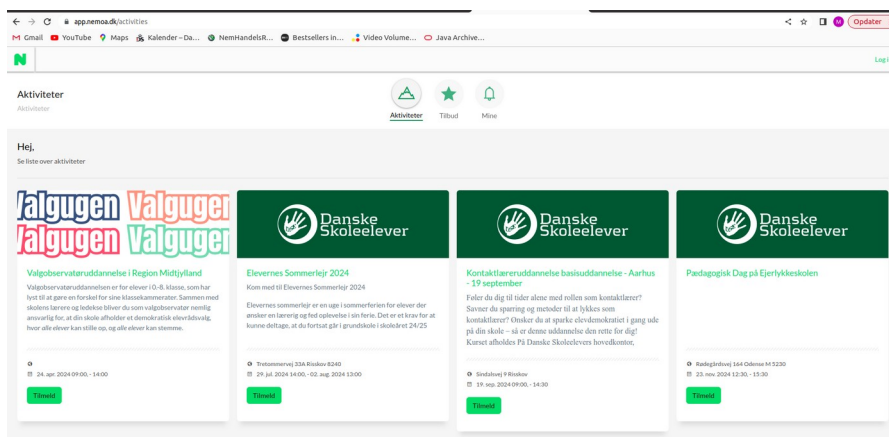 app.nemoa.dk/activities
Opdater
Gmail YouTube Maps Kalender – Da... NemHandelsR... Bestsellers in... Video Volume... Java Archive...
N
Log i
Aktiviteter
Aktiviteter
Aktiviteter Tilbud Mine
Hej,
Se liste over aktiviteter
Valgugen Valgugen
Valgugen Valgugen
Valgobservatøruddannelse i Region Midtjylland
Valgobservatøruddannelsen er for elever i 0.-8. klasse, som har
lyst til at gøre en forskel for sine klassekammerater. Sammen med
skolens lærere og ledelse bliver du som valgobservatør nemlig
ansvarlig for, at din skole afholder et demokratisk elevrådsvalg,
hvor alle elever kan stille op, og alle elever kan stemme.
24. apr. 2024 09:00, - 14:00
Tilmeld
Danske
Skoleelever
Elevernes Sommerlejr 2024
Kom med til Elevernes Sommerlejr 2024
Elevernes sommerlejr er en uge i sommerferien for elever der
ønsker en lærerig og fed oplevelse i sin ferie. Det er et krav for at
kunne deltage, at du fortsat går i grundskole i skoleåret 24/25
Tretommervej 33A Risskov 8240
29. jul. 2024 14:00, - 02. aug. 2024 13:00
Tilmeld
Danske
Skoleelever
Kontaktlæreruddannelse basisuddannelse - Aarhus
- 19 september
Føler du dig til tider alene med rollen som kontaktlærer?
Savner du sparring og metoder til at lykkes som
kontaktlærer? Ønsker du at sparke elevdemokratiet i gang ude
på din skole – så er denne uddannelse den rette for dig!
Kurset afholdes På Danske Skoleelevers hovedkontor,
Sindalsvej 9 Risskov
19. sep. 2024 09:00, - 14:30
Tilmeld
Danske
Skoleelever
Pædagogisk Dag på Ejerlykkeskolen
Rødegårdsvej 164 Odense M 5230
23. nov. 2024 12:30, - 15:30
Tilmeld